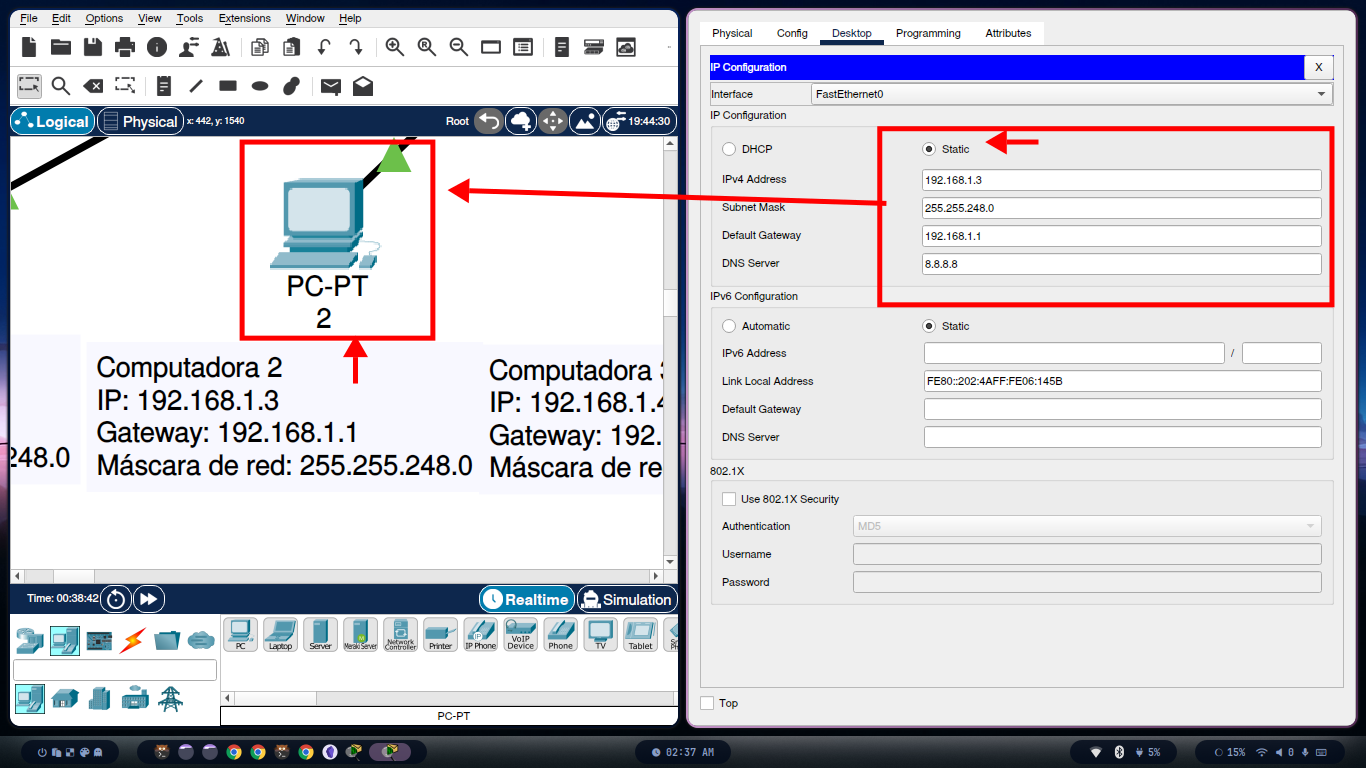 File Edit Options View Tools Extensions Window Help
Logical Physical x: 442, y: 1540 Root 19:44:30
PC-PT
2
Computadora 2
IP: 192.168.1.3
Gateway: 192.168.1.1
Máscara de red: 255.255.248.0
248.0
Computadora
IP: 192.168.1.4
Gateway: 192.
Máscara de re
Time: 00:38:42 Realtime Simulation
PC Laptop Server Meraki Server Network Controller Printer IP Phone VoIP Device Phone TV Tablet
IP
PC-PT
Physical Config Desktop Programming Attributes
IP Configuration X
Interface FastEthernet0
IP Configuration
DHCP Static
IPv4 Address 192.168.1.3
Subnet Mask 255.255.248.0
Default Gateway 192.168.1.1
DNS Server 8.8.8.8
IPv6 Configuration
Automatic Static
IPv6 Address /
Link Local Address FE80::202:4AFF:FE06:145B
Default Gateway
DNS Server
802.1X
Use 802.1X Security
Authentication MD5
Username
Password
Top
02:37 AM 5% 15% 0